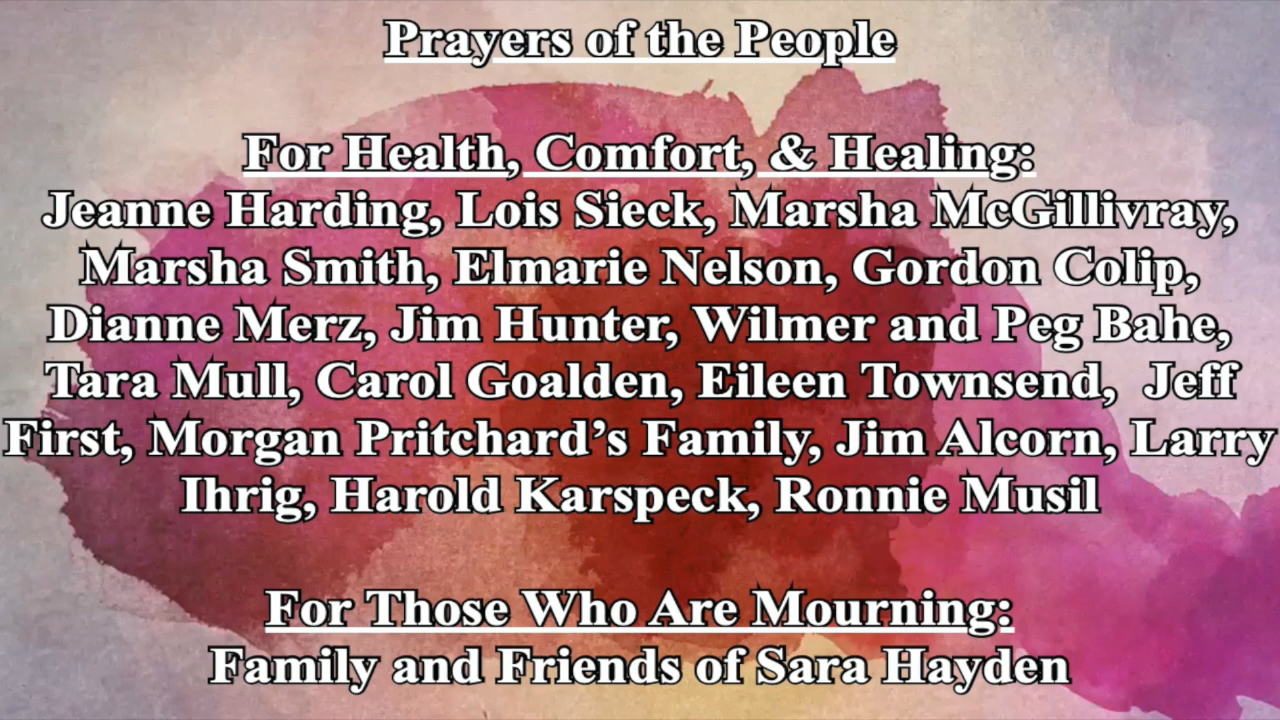 Prayers of the People
For Health, Comfort, & Healing:
Jeanne Harding, Lois Sieck, Marsha McGillivray,
Marsha Smith, Elmarie Nelson, Gordon Colip,
Dianne Merz, Jim Hunter, Wilmer and Peg Bahe,
Tara Mull, Carol Goalden, Eileen Townsend,  Jeff
First, Morgan Pritchard’s Family, Jim Alcorn, Larry
Ihrig, Harold Karspeck, Ronnie Musil
For Those Who Are Mourning:
Family and Friends of Sara Hayden